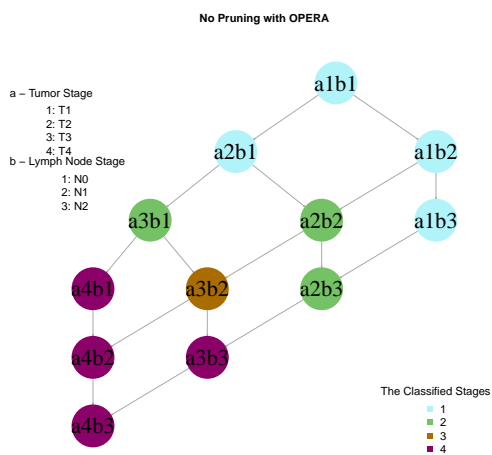 No Pruning with OPERA
a1b1
a – Tumor Stage
1: T1
2: T2
3: T3
4: T4
b – Lymph Node Stage
1: N0
2: N1
3: N2
a2b1
a1b2
a3b1
a2b2
a1b3
a4b1
a3b2
a2b3
a4b2
a3b3
a4b3
The Classified Stages
1
2
3
4